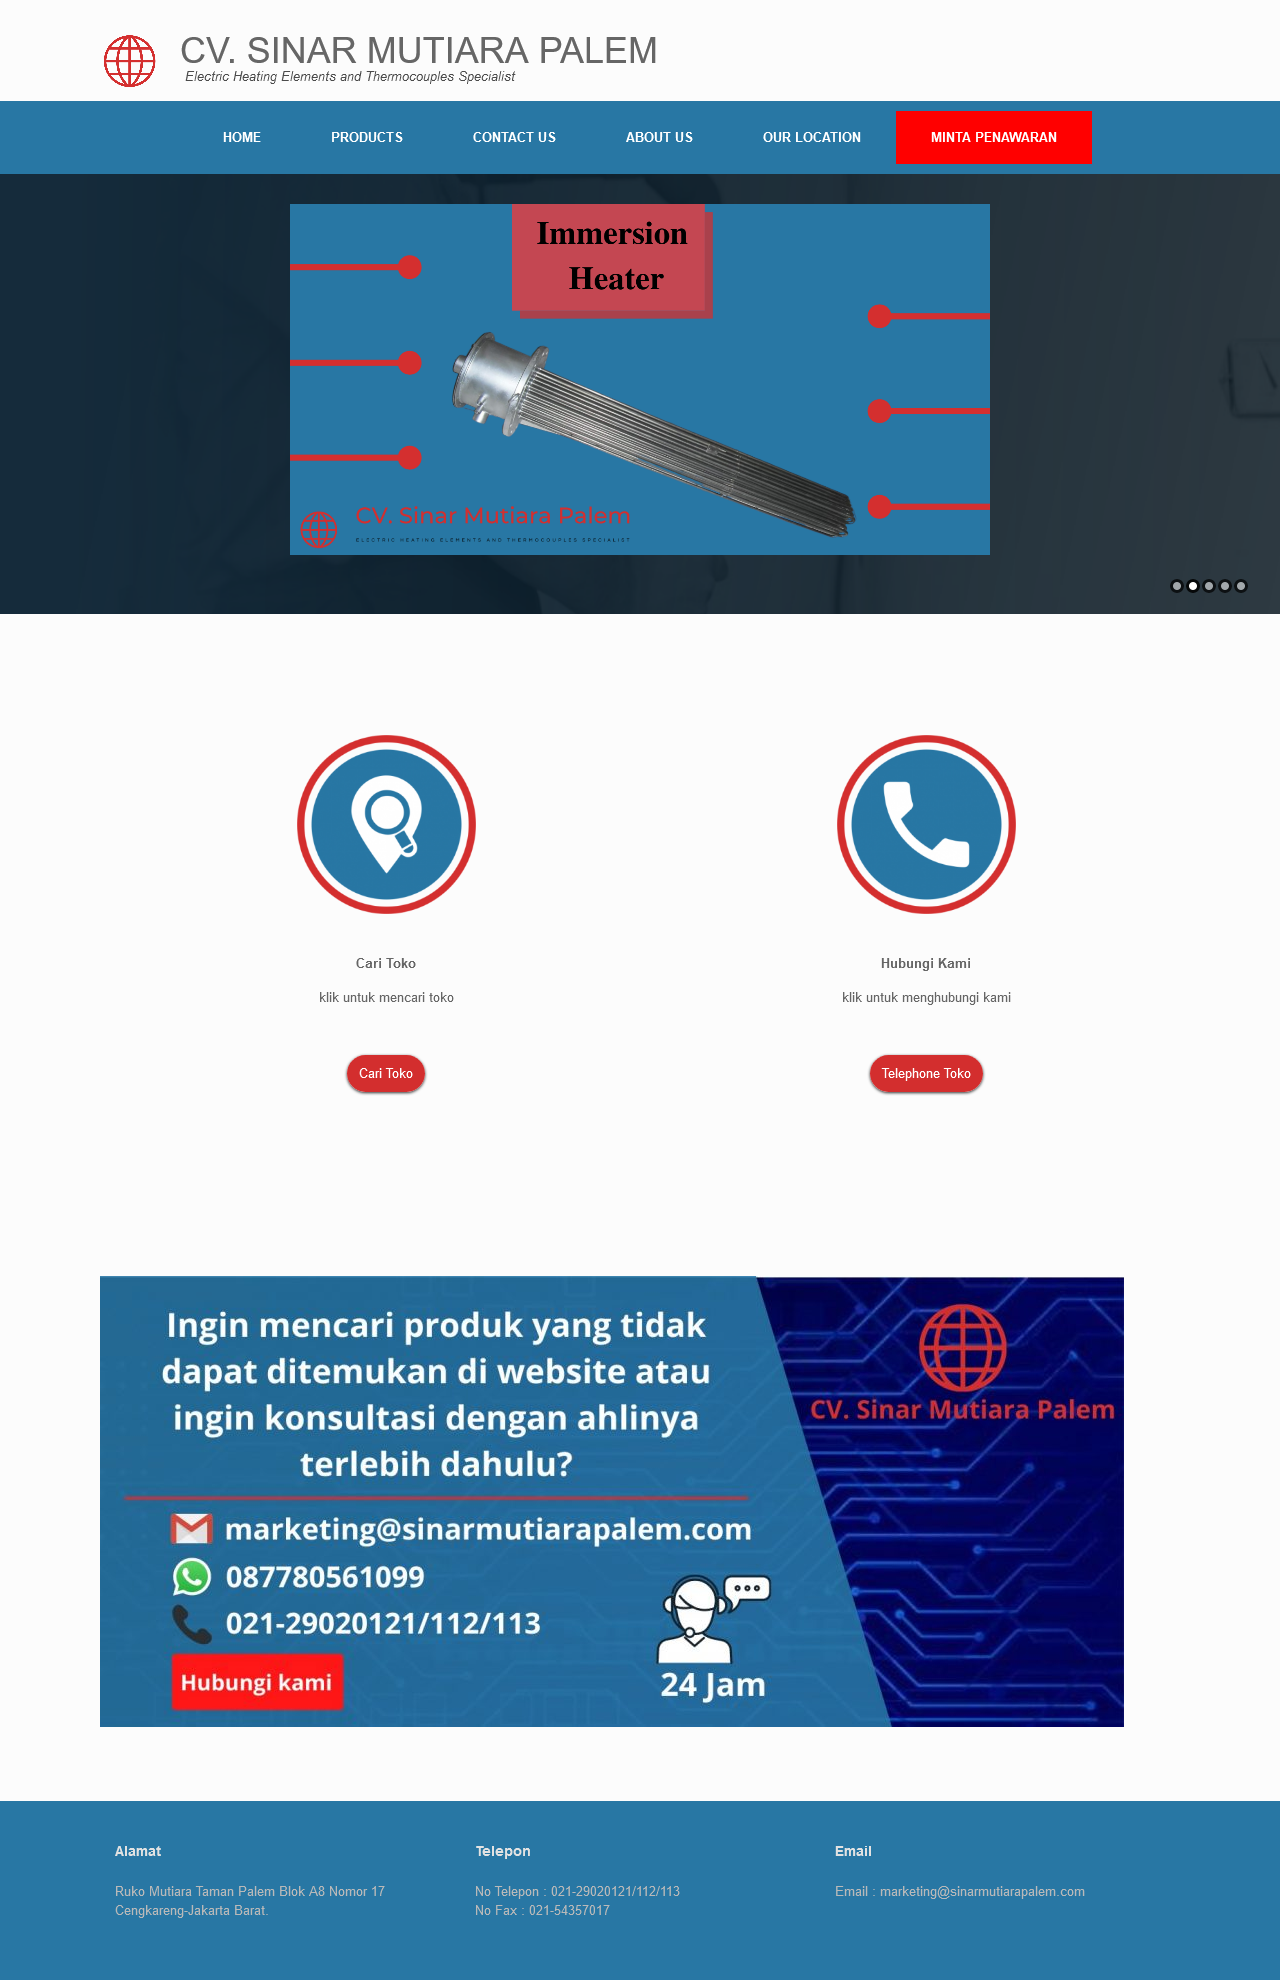 CV. SINAR MUTIARA PALEM
Electric Heating Elements and Thermocouples Specialist
HOME PRODUCTS CONTACT US ABOUT US OUR LOCATION MINTA PENAWARAN
Immersion
Heater
CV. Sinar Mutiara Palem
ELECTRIC HEATING ELEMENTS AND THERMOCOUPLES SPECIALIST
Cari Toko
klik untuk mencari toko
Cari Toko
Hubungi Kami
klik untuk menghubungi kami
Telephone Toko
Ingin mencari produk yang tidak
dapat ditemukan di website atau
ingin konsultasi dengan ahlinya
terlebih dahulu?
marketing@sinarmutiarapalem.com
087780561099
021-29020121/112/113
Hubungi kami
24 Jam
CV. Sinar Mutiara Palem
Alamat
Ruko Mutiara Taman Palem Blok A8 Nomor 17
Cengkareng-Jakarta Barat.
Telepon
No Telepon : 021-29020121/112/113
No Fax : 021-54357017
Email
Email : marketing@sinarmutiarapalem.com